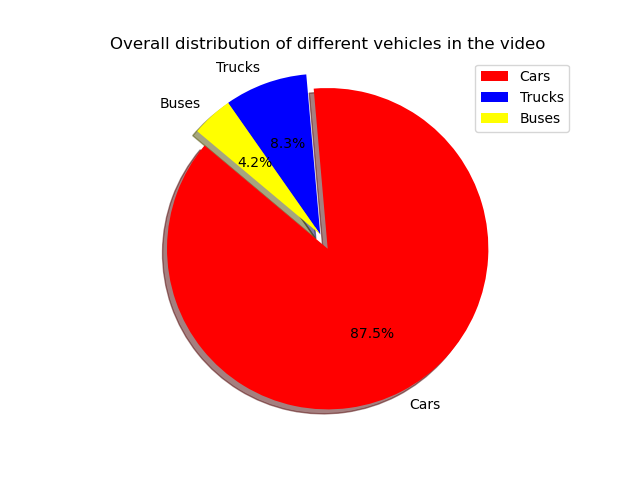 Overall distribution of different vehicles in the video
Trucks
Buses
8.3%
4.2%
87.5%
Cars
Cars
Trucks
Buses